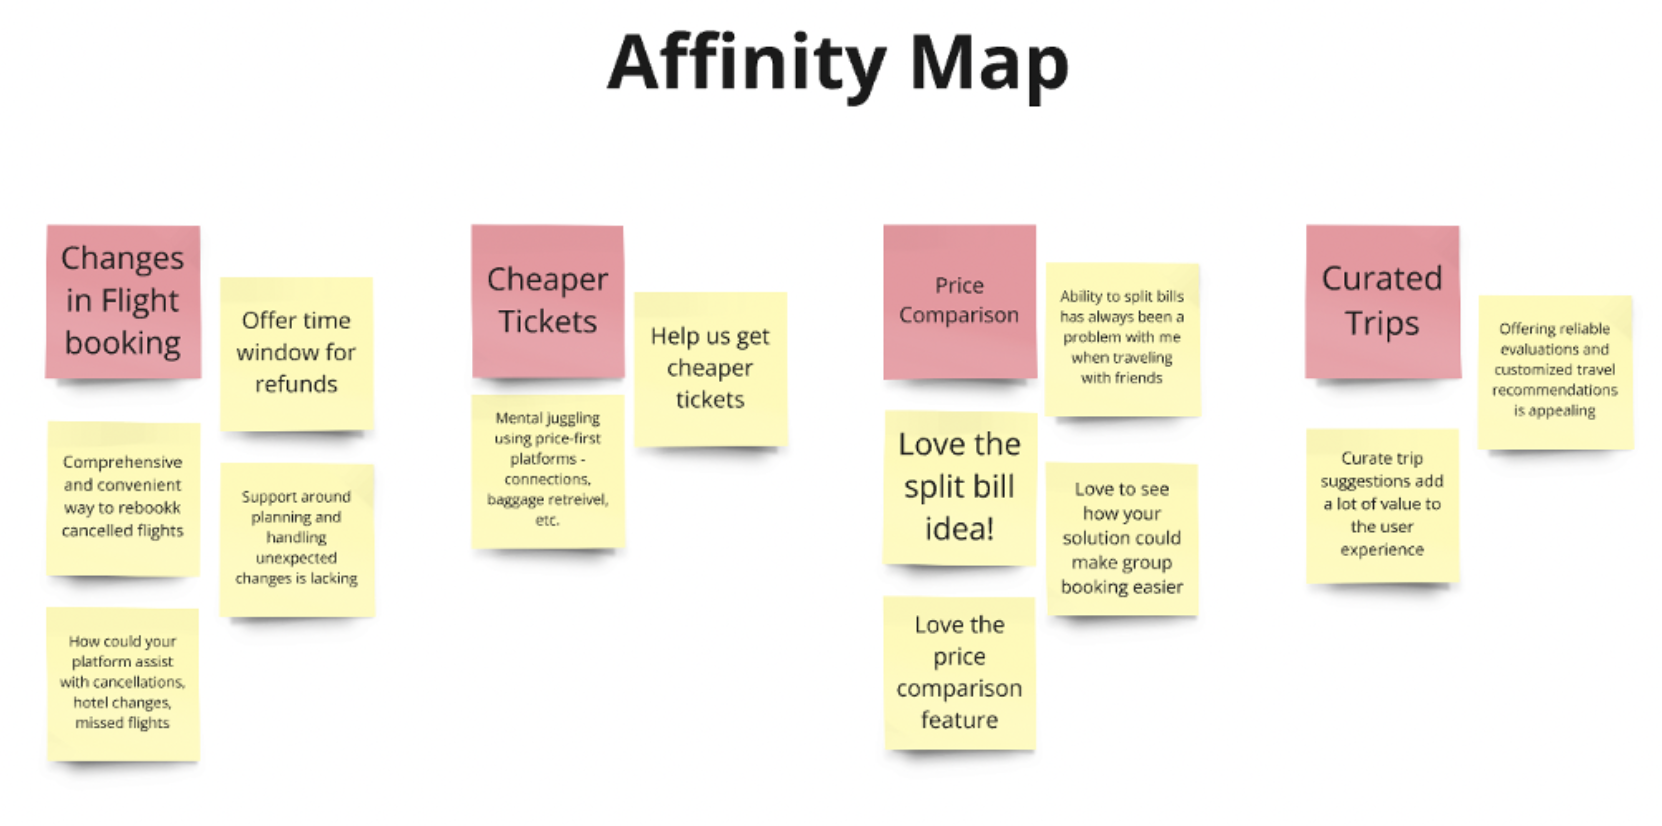 Affinity Map
Changes
in Flight
booking
Offer time
window for
refunds
Comprehensive
and convenient
way to rebookk
cancelled flights
Support around
planning and
handling
unexpected
changes is lacking
How could your
platform assist
with cancellations,
hotel changes,
missed flights
Cheaper
Tickets
Help us get
cheaper
tickets
Mental juggling
using price-first
platforms -
connections,
baggage retreivel,
etc.
Price
Comparison
Ability to split bills
has always been a
problem with me
when traveling
with friends
Love the
split bill
idea!
Love to see
how your
solution could
make group
booking easier
Love the
price
comparison
feature
Curated
Trips
Offering reliable
evaluations and
customized travel
recommendations
is appealing
Curate trip
suggestions add
a lot of value to
the user
experience